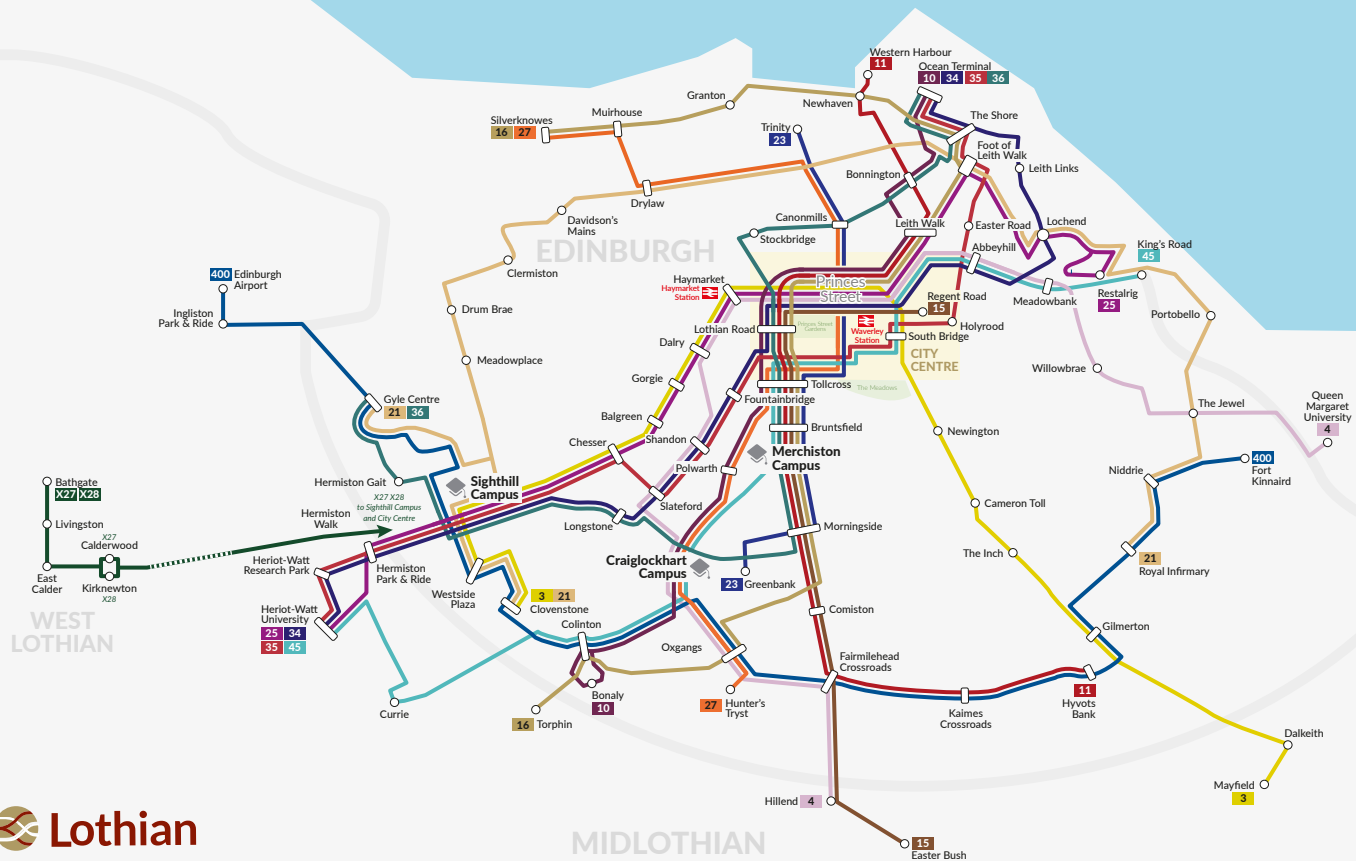 Western Harbour
11
Ocean Terminal
10 34 35 36
Granton
Newhaven
Muirhouse
Silverknowes
16 27
Trinity
23
The Shore
Foot of
Leith Walk
Leith Links
Bonnington
Drylaw
Davidson's
Mains
Canonmills
Leith Walk
Easter Road
Lochend
Stockbridge
EDINBURGH
Abbeyhill
King's Road
45
Clemiston
400 Edinburgh
Airport
Haymarket
Haymarket
Station
Princes
Street
Regent Road
15
Meadowbank
Restalrig
25
Ingliston
Park & Ride
Drum Brae
Portobello
Lothian Road
Princes Street
Gardens
Waverley
Station
Holyrood
South Bridge
Dalry
CITY
CENTRE
Meadowplace
Willowbrae
Gorgie
Tollcross
The Meadows
Gyle Centre
21 36
Fountainbridge
The Jewel
Queen
Margaret
University
4
Balgreen
Bruntsfield
Newington
Chesser
Shandon
Merchiston
Campus
400
Fort
Kinnaird
Polwarth
Niddrie
Hermiston Gait
Sighthill
Campus
Bathgate
X27 X28
X27 X28
to Sighthill Campus
and City Centre
Slateford
Cameron Toll
Hermiston
Walk
Livingston
Longstone
Morningside
X27
Calderwood
The Inch
Heriot-Watt
Research Park
Hermiston
Park & Ride
Craiglockhart
Campus
21
Royal Infirmary
East
Calder
Kirknewton
X28
23 Greenbank
Westside
Plaza
3 21
Clovenstone
WEST
LOTHIAN
Heriot-Watt
University
25 34
35 45
Comiston
Colinton
Gilmerton
Oxgangs
Fairmilehead
Crossroads
Currie
Bonaly
10
27 Hunter's
Tryst
11
Hyvots
Bank
16 Torphin
Kaimes
Crossroads
Dalkeith
Mayfield
3
Hillend 4
Lothian
MIDLOTHIAN
15
Easter Bush